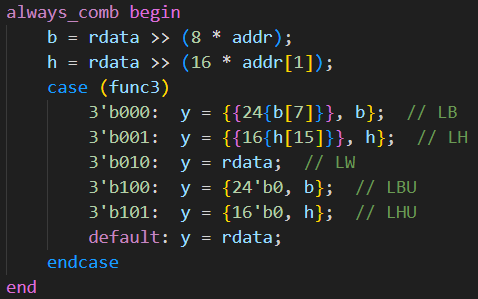 always_comb begin
    b = rdata >> (8 * addr);
    h = rdata >> (16 * addr[1]);
    case (func3)
        3'b000:  y = {{24{b[7]}}, b};  // LB
        3'b001:  y = {{16{h[15]}}, h};  // LH
        3'b010:  y = rdata;  // LW
        3'b100:  y = {24'b0, b};  // LBU
        3'b101:  y = {16'b0, h};  // LHU
        default: y = rdata;
    endcase
end